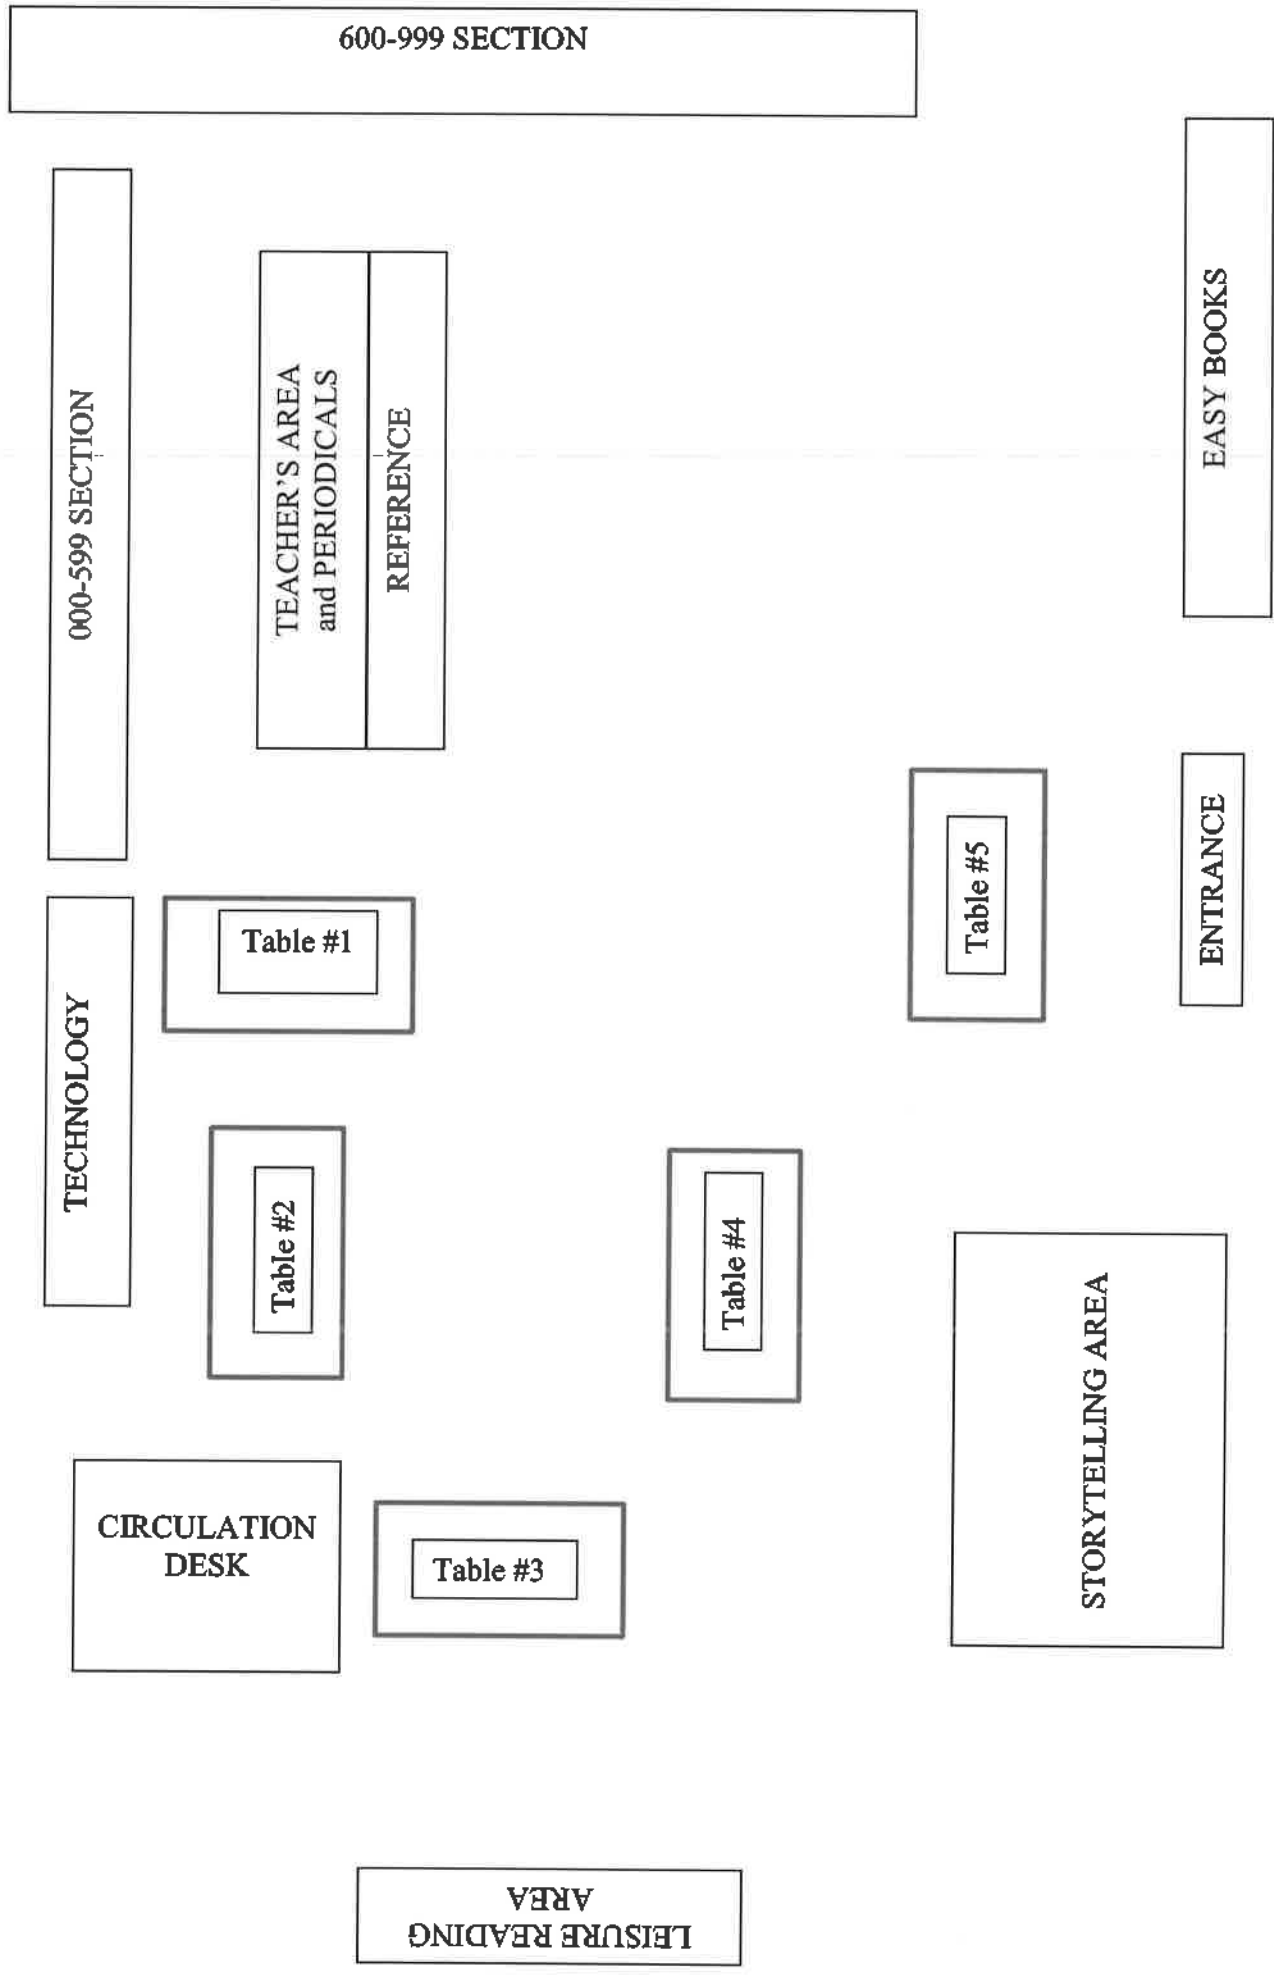 600-999 SECTION
000-599 SECTION
TEACHER'S AREA
and PERIODICALS
REFERENCE
EASY BOOKS
TECHNOLOGY
Table #1
Table #5
ENTRANCE
Table #2
Table #4
CIRCULATION
DESK
Table #3
STORYTELLING AREA
LEISURE READING
AREA